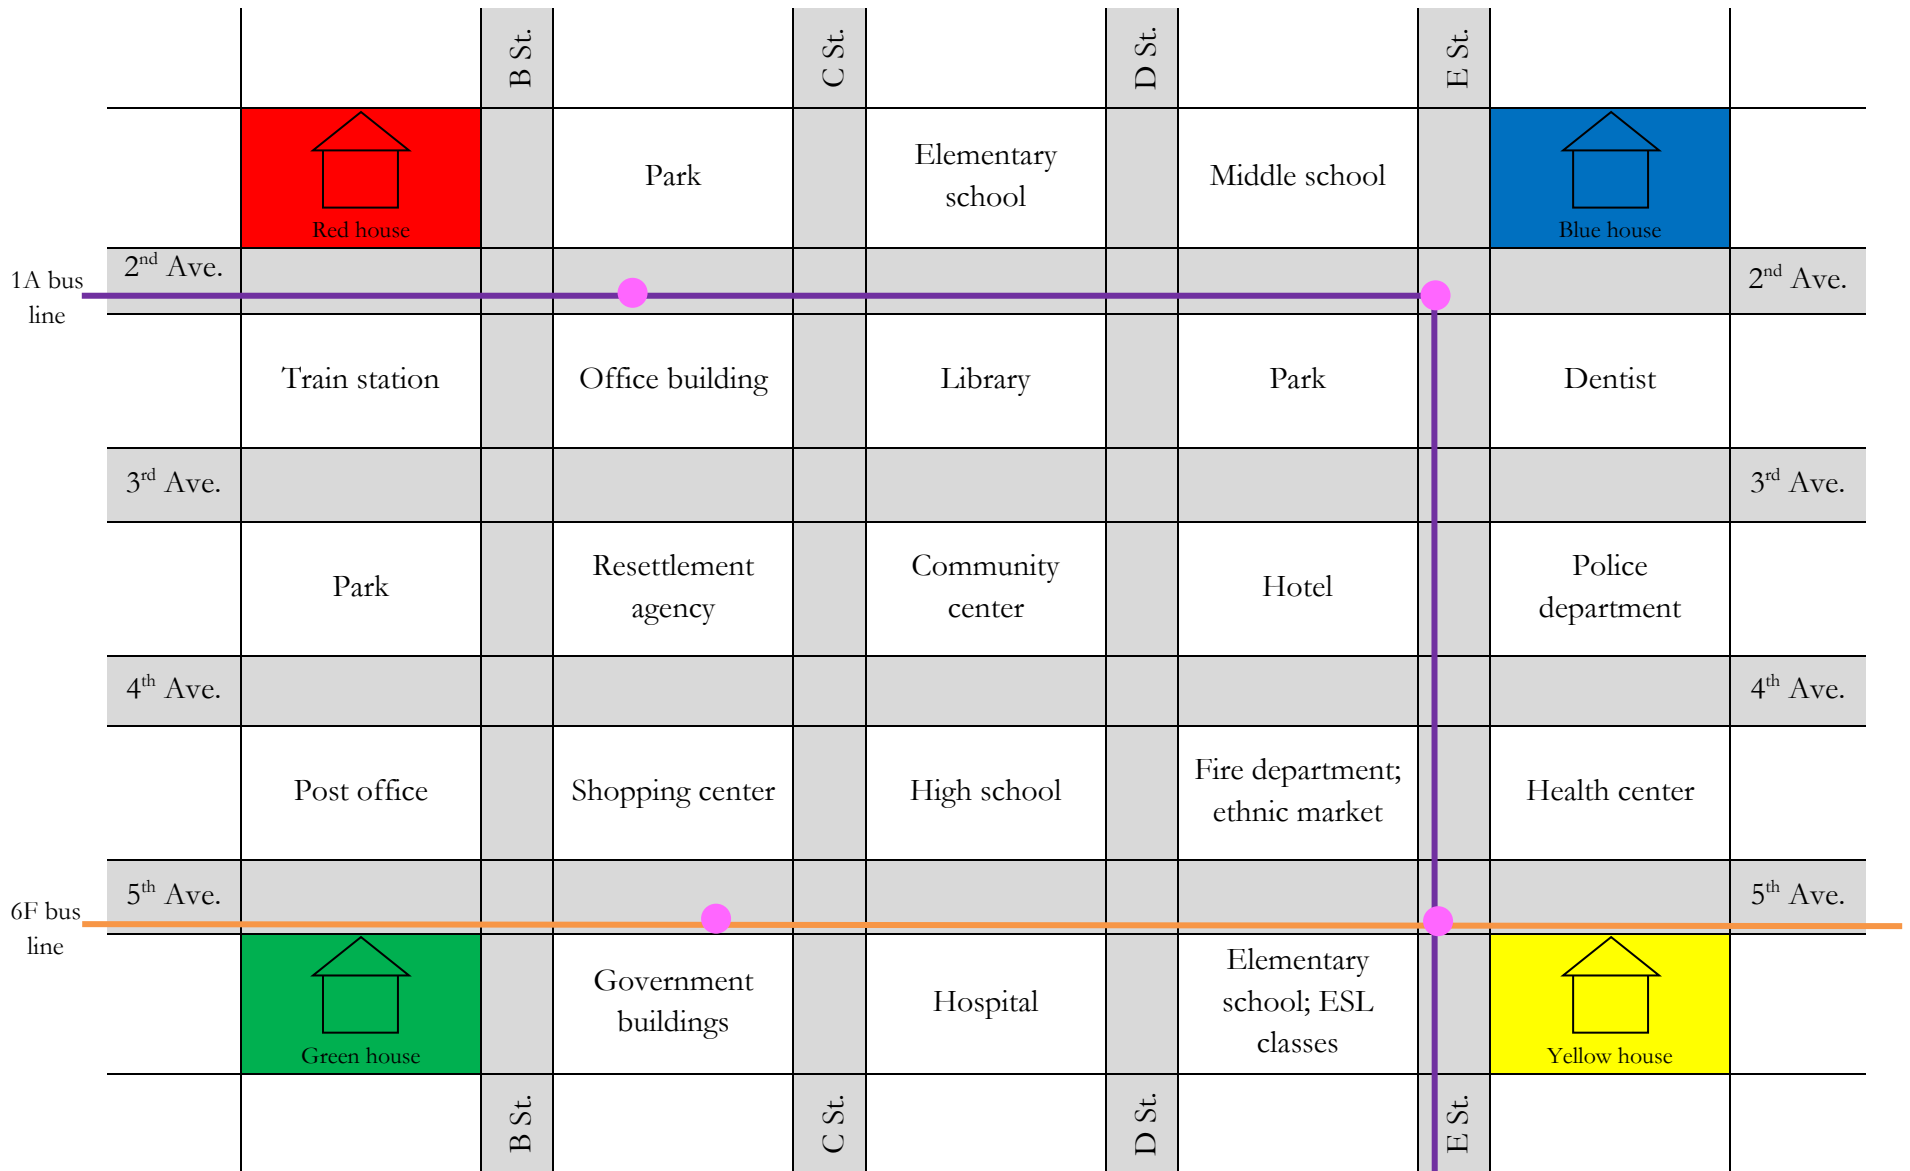 B St.
C St.
D St.
E St.
Red house
Park
Elementary
school
Middle school
Blue house
1A bus
line
2nd Ave.
2nd Ave.
Train station
Office building
Library
Park
Dentist
3rd Ave.
3rd Ave.
Park
Resettlement
agency
Community
center
Hotel
Police
department
4th Ave.
4th Ave.
Post office
Shopping center
High school
Fire department;
ethnic market
Health center
6F bus
line
5th Ave.
5th Ave.
Green house
Government
buildings
Hospital
Elementary
school; ESL
classes
Yellow house
B St.
C St.
D St.
E St.